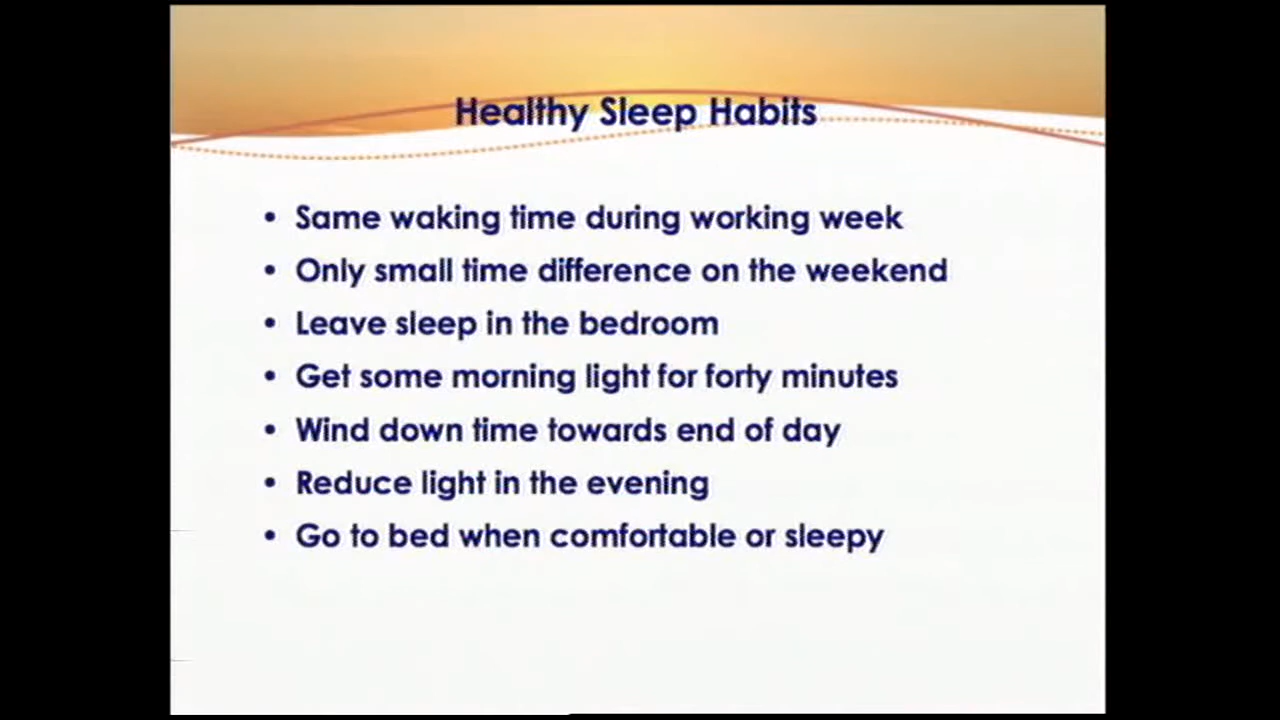 Healthy Sleep Habits
• Same waking time during working week
• Only small time difference on the weekend
• Leave sleep in the bedroom
• Get some morning light for forty minutes
• Wind down time towards end of day
• Reduce light in the evening
• Go to bed when comfortable or sleepy